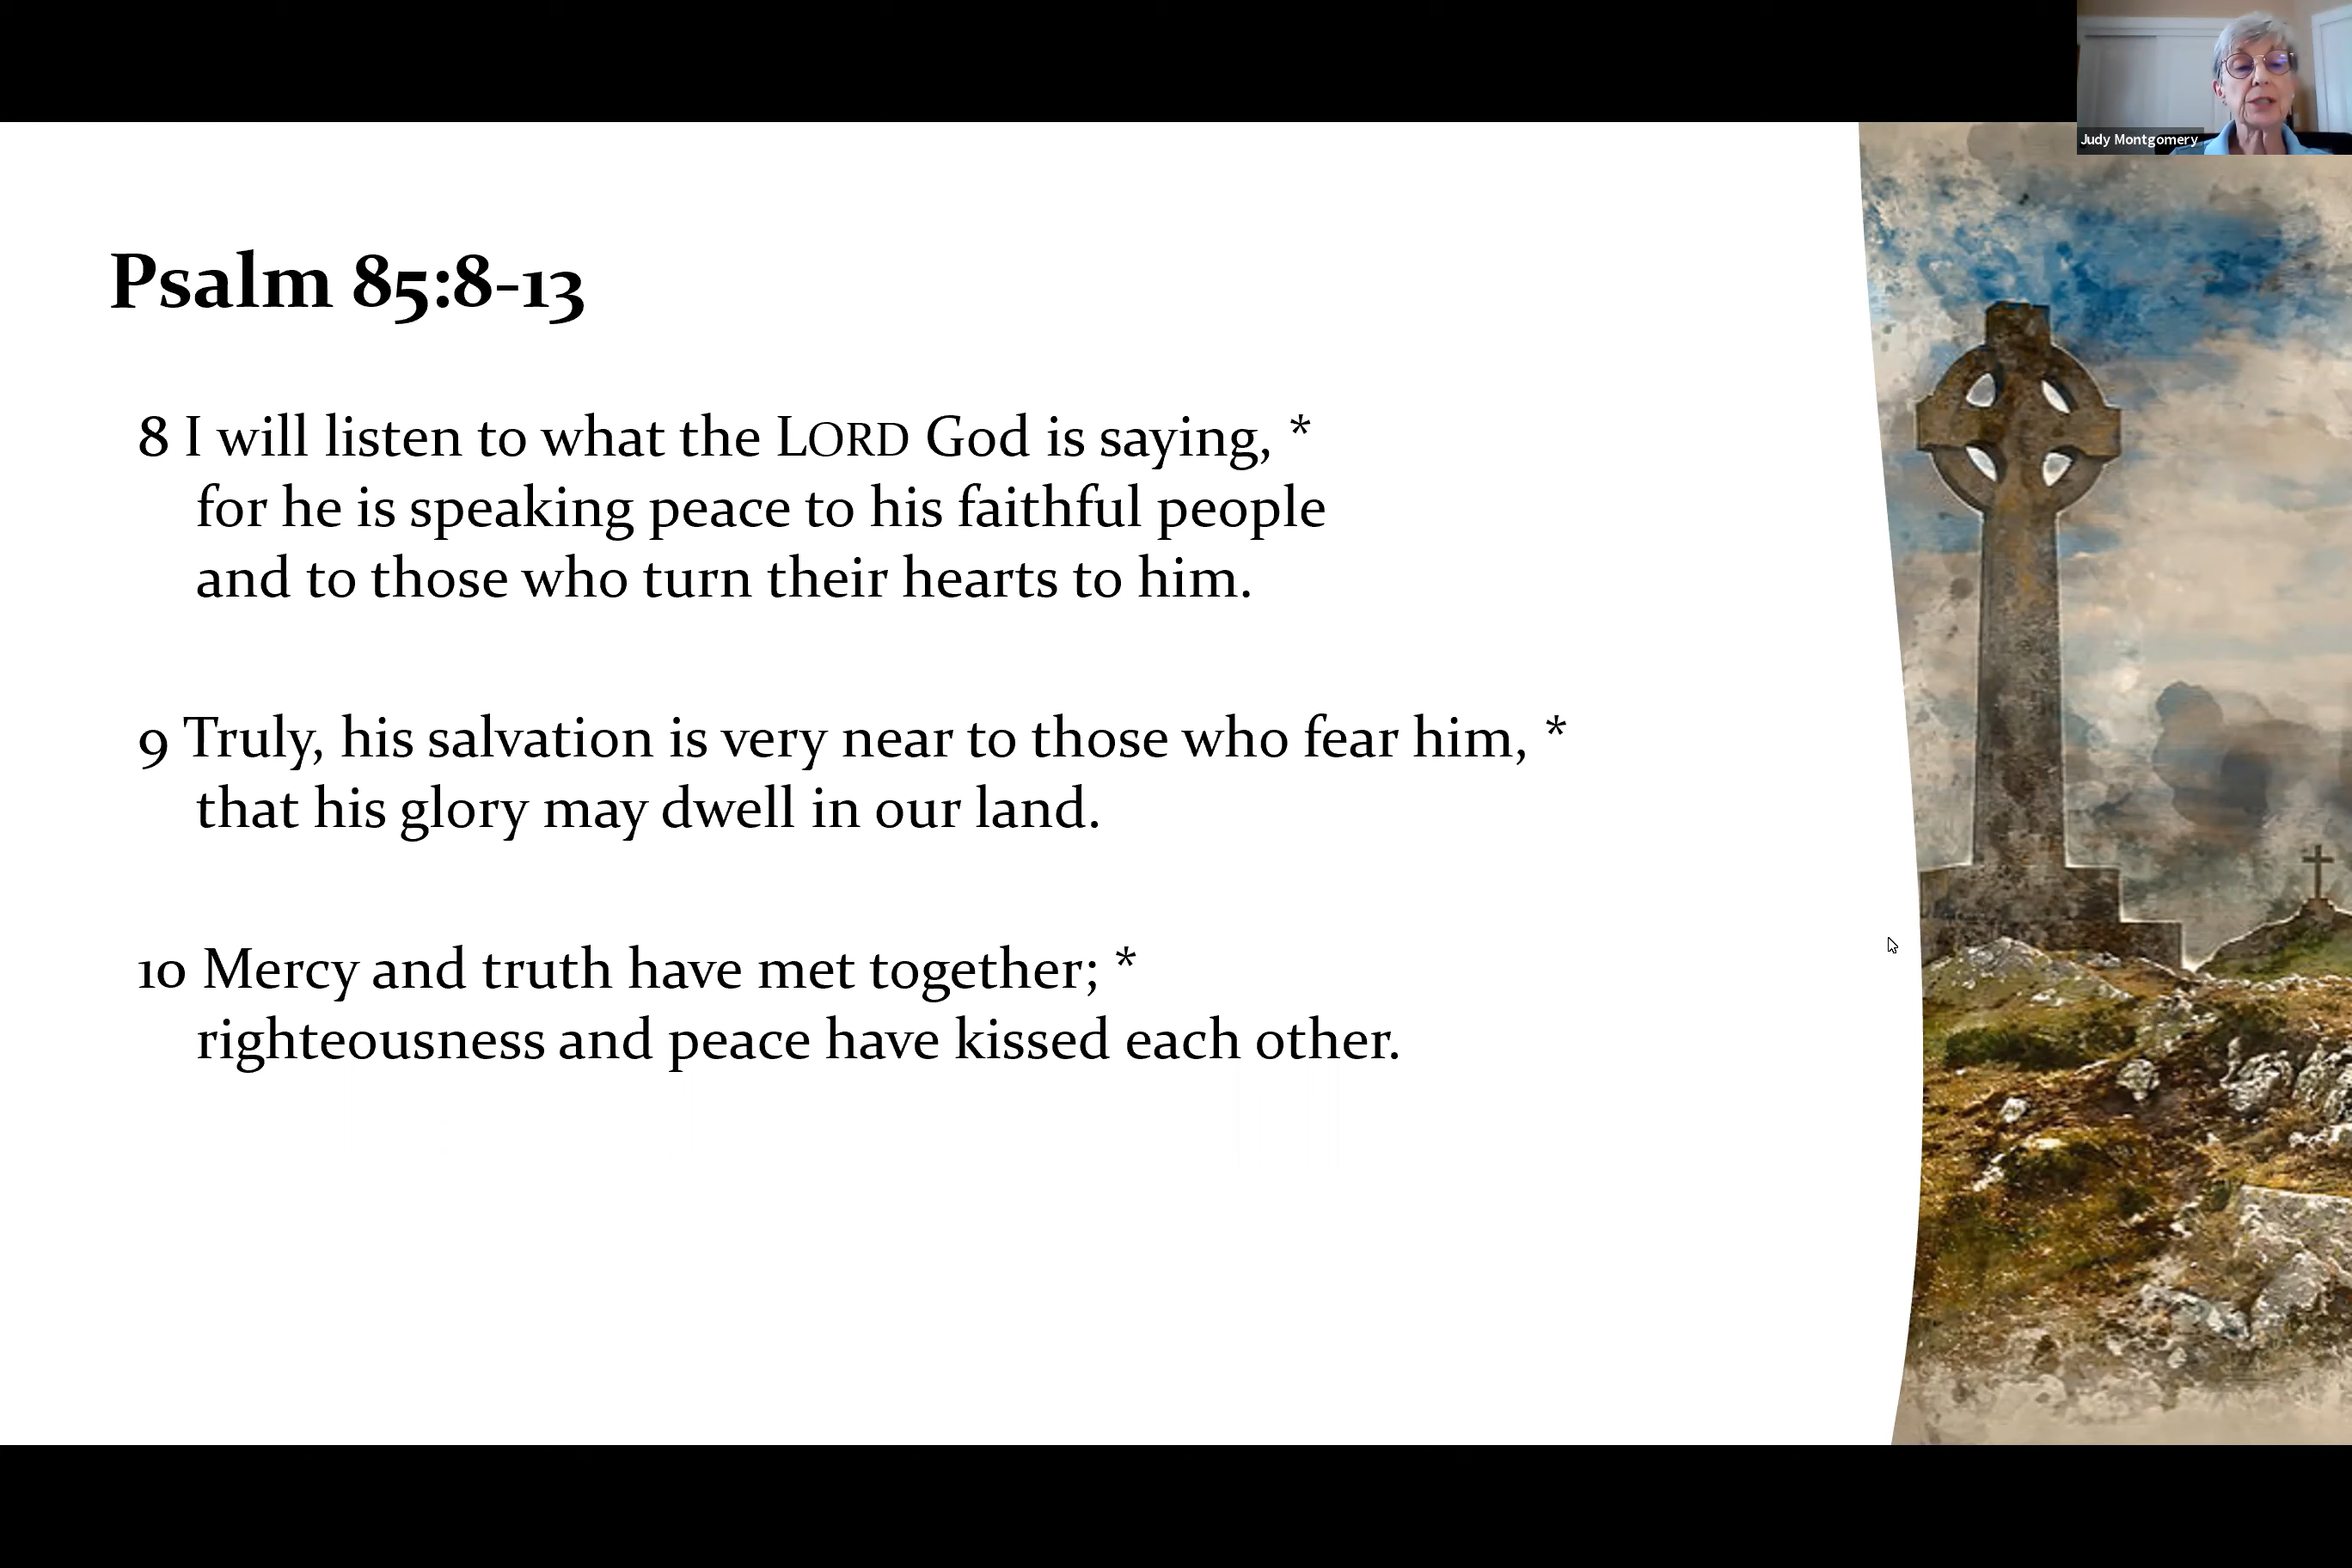 Judy Montgomery
Psalm 85:8-13
8 I will listen to what the LORD God is saying, *
for he is speaking peace to his faithful people
and to those who turn their hearts to him.
9 Truly, his salvation is very near to those who fear him, *
that his glory may dwell in our land.
10 Mercy and truth have met together; *
righteousness and peace have kissed each other.